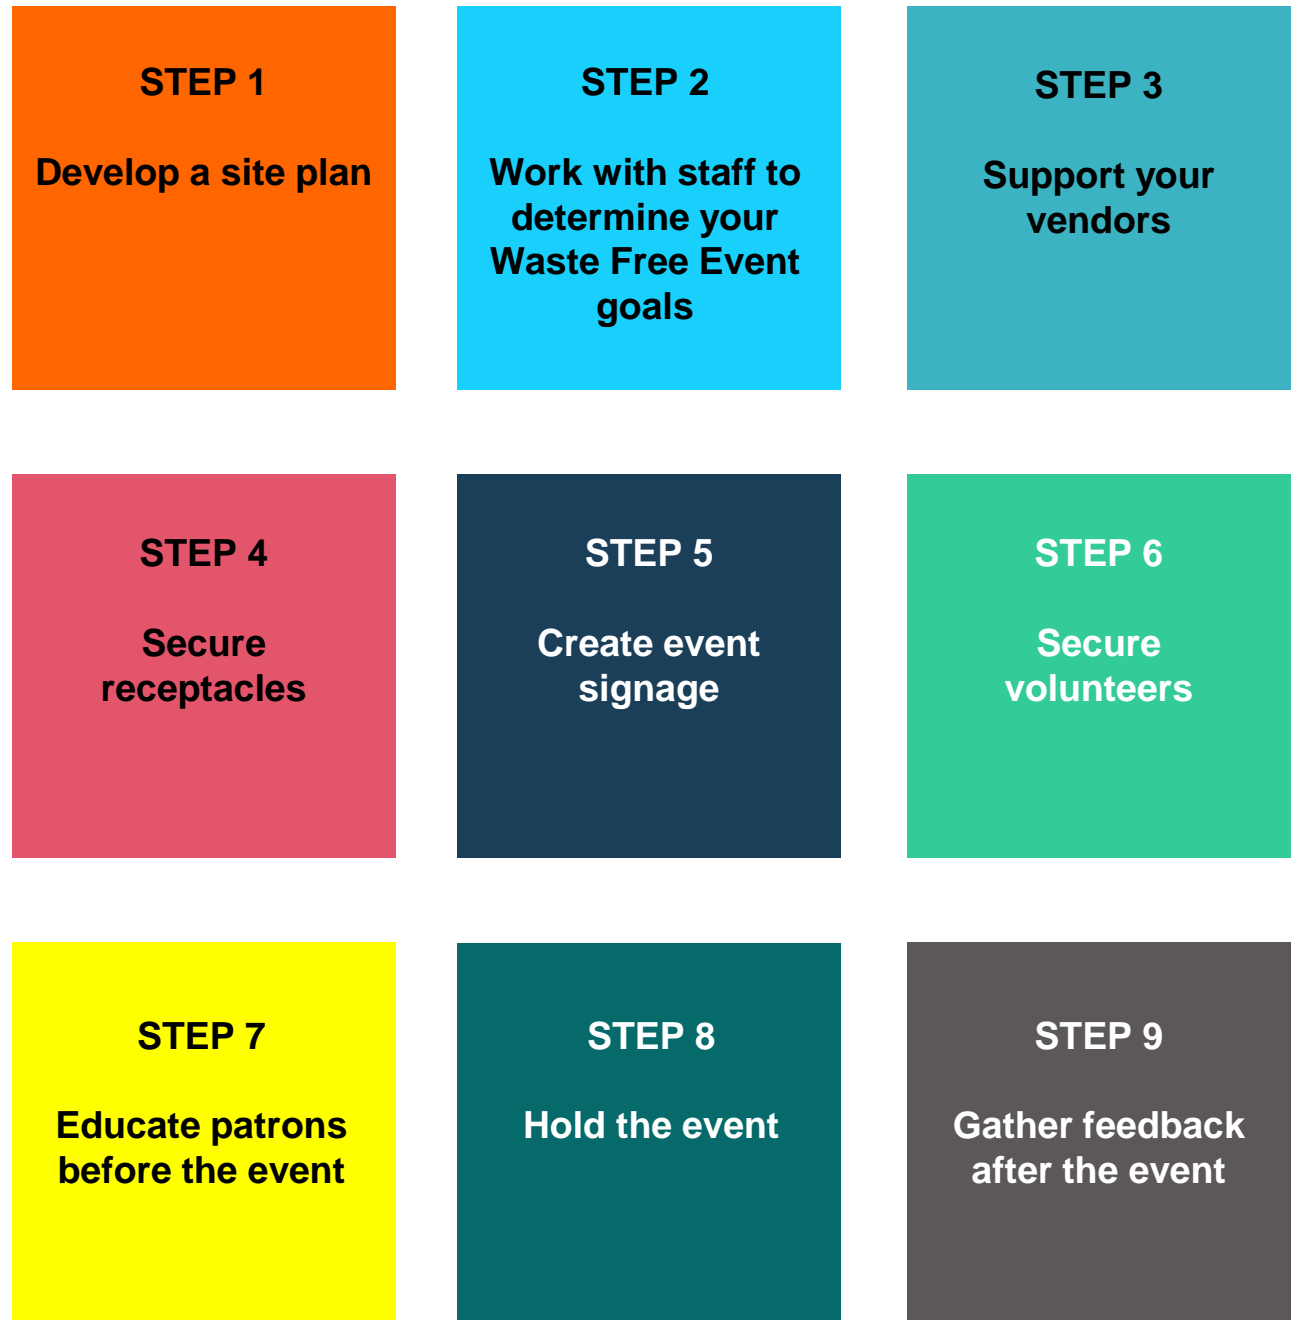 STEP 1
Develop a site plan
STEP 2
Work with staff to
determine your
Waste Free Event
goals
STEP 3
Support your
vendors
STEP 4
Secure
receptacles
STEP 5
Create event
signage
STEP 6
Secure
volunteers
STEP 7
Educate patrons
before the event
STEP 8
Hold the event
STEP 9
Gather feedback
after the event